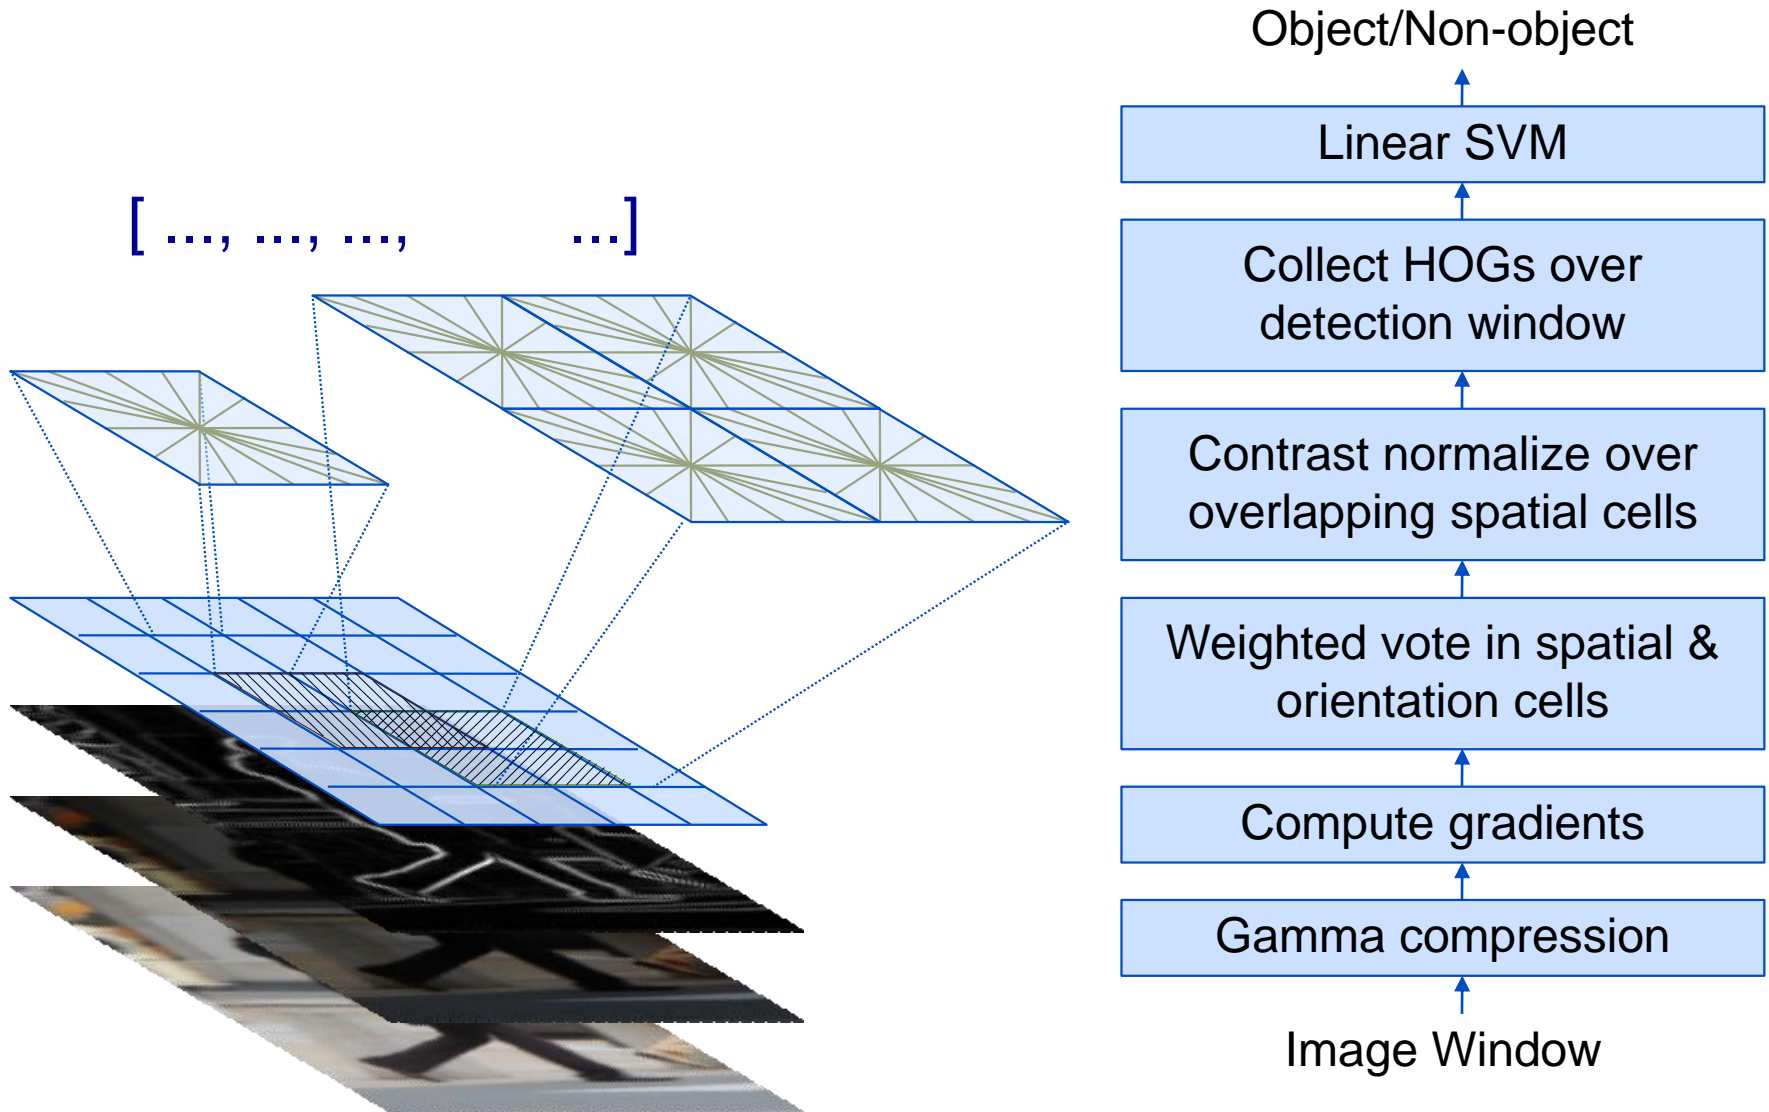 Object/Non-object
Linear SVM
[ ..., ..., ...,          ...]
Collect HOGs over
detection window
Contrast normalize over
overlapping spatial cells
Weighted vote in spatial &
orientation cells
Compute gradients
Gamma compression
Image Window